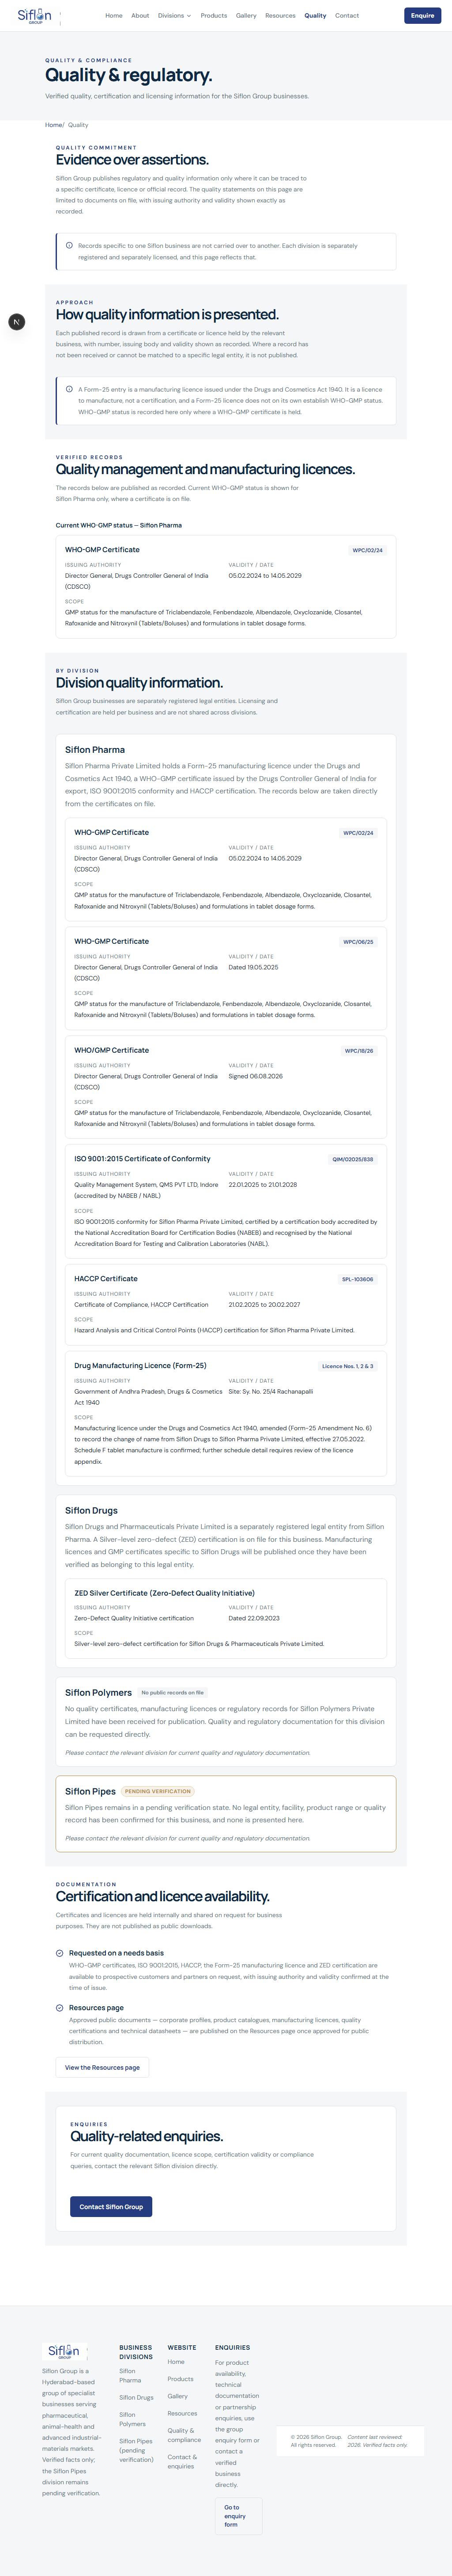 Siflon
GROUP
Home About Divisions Products Gallery Resources Quality Contact
Enquire
QUALITY & COMPLIANCE
Quality & regulatory.
Verified quality, certification and licensing information for the Siflon Group businesses.
Home/ Quality
QUALITY COMMITMENT
Evidence over assertions.
Siflon Group publishes regulatory and quality information only where it can be traced to
a specific certificate, licence or official record. The quality statements on this page are
limited to documents on file, with issuing authority and validity shown exactly as
recorded.
Records specific to one Siflon business are not carried over to another. Each division is separately
registered and separately licensed, and this page reflects that.
N
APPROACH
How quality information is presented.
Each published record is drawn from a certificate or licence held by the relevant
business, with number, issuing body and validity shown as recorded. Where a record has
not been received or cannot be matched to a specific legal entity, it is not published.
A Form-25 entry is a manufacturing licence issued under the Drugs and Cosmetics Act 1940. It is a licence
to manufacture, not a certification, and a Form-25 licence does not on its own establish WHO-GMP status.
WHO-GMP status is recorded here only where a WHO-GMP certificate is held.
VERIFIED RECORDS
Quality management and manufacturing licences.
The records below are published as recorded. Current WHO-GMP status is shown for
Siflon Pharma only, where a certificate is on file.
Current WHO-GMP status — Siflon Pharma
WHO-GMP Certificate
WPC/02/24
ISSUING AUTHORITY VALIDITY / DATE
Director General, Drugs Controller General of India 05.02.2024 to 14.05.2029
(CDSCO)
SCOPE
GMP status for the manufacture of Triclabendazole, Fenbendazole, Albendazole, Oxyclozanide, Closantel,
Rafoxanide and Nitroxynil (Tablets/Boluses) and formulations in tablet dosage forms.
BY DIVISION
Division quality information.
Siflon Group businesses are separately registered legal entities. Licensing and
certification are held per business and are not shared across divisions.
Siflon Pharma
Siflon Pharma Private Limited holds a Form-25 manufacturing licence under the Drugs and
Cosmetics Act 1940, a WHO-GMP certificate issued by the Drugs Controller General of India for
export, ISO 9001:2015 conformity and HACCP certification. The records below are taken directly
from the certificates on file.
WHO-GMP Certificate
WPC/02/24
ISSUING AUTHORITY VALIDITY / DATE
Director General, Drugs Controller General of India 05.02.2024 to 14.05.2029
(CDSCO)
SCOPE
GMP status for the manufacture of Triclabendazole, Fenbendazole, Albendazole, Oxyclozanide, Closantel,
Rafoxanide and Nitroxynil (Tablets/Boluses) and formulations in tablet dosage forms.
WHO-GMP Certificate
WPC/06/25
ISSUING AUTHORITY VALIDITY / DATE
Director General, Drugs Controller General of India Dated 19.05.2025
(CDSCO)
SCOPE
GMP status for the manufacture of Triclabendazole, Fenbendazole, Albendazole, Oxyclozanide, Closantel,
Rafoxanide and Nitroxynil (Tablets/Boluses) and formulations in tablet dosage forms.
WHO/GMP Certificate
WPC/18/26
ISSUING AUTHORITY VALIDITY / DATE
Director General, Drugs Controller General of India Signed 06.08.2026
(CDSCO)
SCOPE
GMP status for the manufacture of Triclabendazole, Fenbendazole, Albendazole, Oxyclozanide, Closantel,
Rafoxanide and Nitroxynil (Tablets/Boluses) and formulations in tablet dosage forms.
ISO 9001:2015 Certificate of Conformity
QIM/02025/838
ISSUING AUTHORITY VALIDITY / DATE
Quality Management System, QMS PVT LTD, Indore 22.01.2025 to 21.01.2028
(accredited by NABEB / NABL)
SCOPE
ISO 9001:2015 conformity for Siflon Pharma Private Limited, certified by a certification body accredited by
the National Accreditation Board for Certification Bodies (NABEB) and recognised by the National
Accreditation Board for Testing and Calibration Laboratories (NABL).
HACCP Certificate
SPL-103606
ISSUING AUTHORITY VALIDITY / DATE
Certificate of Compliance, HACCP Certification 21.02.2025 to 20.02.2027
SCOPE
Hazard Analysis and Critical Control Points (HACCP) certification for Siflon Pharma Private Limited.
Drug Manufacturing Licence (Form-25)
Licence Nos. 1, 2 & 3
ISSUING AUTHORITY VALIDITY / DATE
Government of Andhra Pradesh, Drugs & Cosmetics Site: Sy. No. 25/4 Rachanapalli
Act 1940
SCOPE
Manufacturing licence under the Drugs and Cosmetics Act 1940, amended (Form-25 Amendment No. 6)
to record the change of name from Siflon Drugs to Siflon Pharma Private Limited, effective 27.05.2022.
Schedule F tablet manufacture is confirmed; further schedule detail requires review of the licence
appendix.
Siflon Drugs
Siflon Drugs and Pharmaceuticals Private Limited is a separately registered legal entity from Siflon
Pharma. A Silver-level zero-defect (ZED) certification is on file for this business. Manufacturing
licences and GMP certificates specific to Siflon Drugs will be published once they have been
verified as belonging to this legal entity.
ZED Silver Certificate (Zero-Defect Quality Initiative)
ISSUING AUTHORITY VALIDITY / DATE
Zero-Defect Quality Initiative certification Dated 22.09.2023
SCOPE
Silver-level zero-defect certification for Siflon Drugs & Pharmaceuticals Private Limited.
Siflon Polymers No public records on file
No quality certificates, manufacturing licences or regulatory records for Siflon Polymers Private
Limited have been received for publication. Quality and regulatory documentation for this division
can be requested directly.
Please contact the relevant division for current quality and regulatory documentation.
Siflon Pipes PENDING VERIFICATION
Siflon Pipes remains in a pending verification state. No legal entity, facility, product range or quality
record has been confirmed for this business, and none is presented here.
Please contact the relevant division for current quality and regulatory documentation.
DOCUMENTATION
Certification and licence availability.
Certificates and licences are held internally and shared on request for business
purposes. They are not published as public downloads.
Requested on a needs basis
WHO-GMP certificates, ISO 9001:2015, HACCP, the Form-25 manufacturing licence and ZED certification are
available to prospective customers and partners on request, with issuing authority and validity confirmed at the
time of issue.
Resources page
Approved public documents — corporate profiles, product catalogues, manufacturing licences, quality
certifications and technical datasheets — are published on the Resources page once approved for public
distribution.
View the Resources page
ENQUIRIES
Quality-related enquiries.
For current quality documentation, licence scope, certification validity or compliance
queries, contact the relevant Siflon division directly.
Contact Siflon Group
Siflon
GROUP
Siflon Group is a
Hyderabad-based
group of specialist
businesses serving
pharmaceutical,
animal-health and
advanced industrial-
materials markets.
Verified facts only;
the Siflon Pipes
division remains
pending verification.
BUSINESS
DIVISIONS
Siflon
Pharma
Siflon Drugs
Siflon
Polymers
Siflon Pipes
(pending
verification)
WEBSITE
Home
Products
Gallery
Resources
Quality &
compliance
Contact &
enquiries
ENQUIRIES
For product
availability,
technical
documentation
or partnership
enquiries, use
the group
enquiry form or
contact a
verified
business
directly.
Go to
enquiry
form
© 2026 Siflon Group.
All rights reserved.
Content last reviewed
2026. Verified facts only.